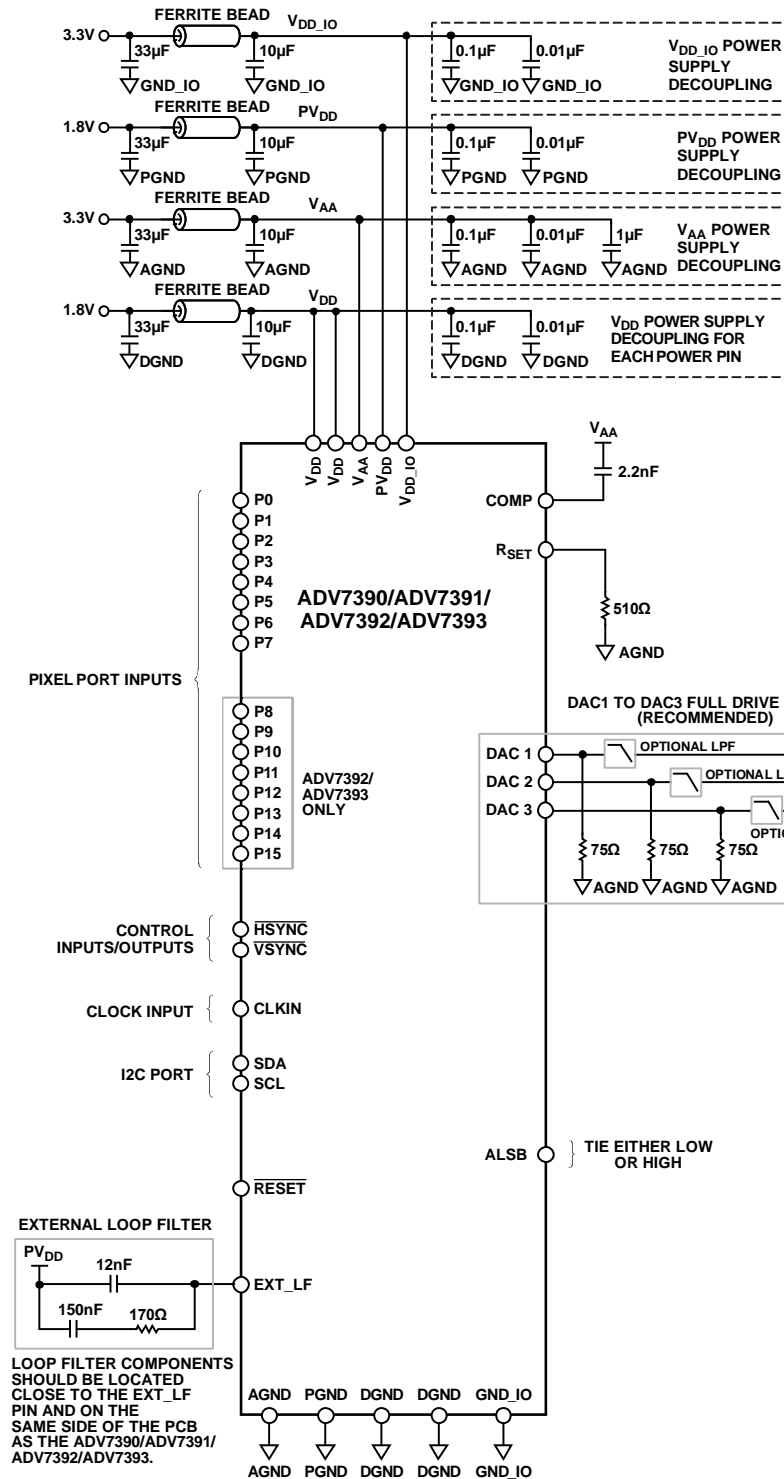 FERRITE BEAD
3.3V
33µF
10µF
V DD_IO
GND_IO
GND_IO
0.1µF
0.01µF
GND_IO
GND_IO
VDD_IO POWER
SUPPLY
DECOUPLING
FERRITE BEAD
1.8V
33µF
10µF
PVDD
PGND
PGND
0.1µF
0.01µF
PGND
PGND
PVDD POWER
SUPPLY
DECOUPLING
FERRITE BEAD
3.3V
33µF
10µF
VAA
AGND
AGND
0.1µF
0.01µF
1µF
AGND
AGND
AGND
VAA POWER
SUPPLY
DECOUPLING
FERRITE BEAD
1.8V
33µF
10µF
VDD
DGND
DGND
0.1µF
0.01µF
DGND
DGND
VDD POWER SUPPLY
DECOUPLING FOR
EACH POWER PIN
VDD
VDD
VAA
PVDD
VDD_IO
VAA
2.2nF
COMP
RSET
510Ω
AGND
ADV7390/ADV7391/
ADV7392/ADV7393
PIXEL PORT INPUTS
P0
P1
P2
P3
P4
P5
P6
P7
P8
P9
P10
P11
P12
P13
P14
P15
ADV7392/
ADV7393
ONLY
DAC1 TO DAC3 FULL DRIVE
(RECOMMENDED)
DAC 1
OPTIONAL LPF
DAC 2
OPTIONAL L
DAC 3
OPTIO
75Ω
75Ω
75Ω
AGND
AGND
AGND
CONTROL
INPUTS/OUTPUTS
HSYNC
VSYNC
CLOCK INPUT
CLKIN
I2C PORT
SDA
SCL
ALSB
TIE EITHER LOW
OR HIGH
RESET
EXTERNAL LOOP FILTER
PVDD
12nF
150nF
170Ω
EXT_LF
LOOP FILTER COMPONENTS
SHOULD BE LOCATED
CLOSE TO THE EXT_LF
PIN AND ON THE
SAME SIDE OF THE PCB
AS THE ADV7390/ADV7391/
ADV7392/ADV7393.
AGND PGND DGND DGND GND_IO
AGND PGND DGND DGND GND_IO